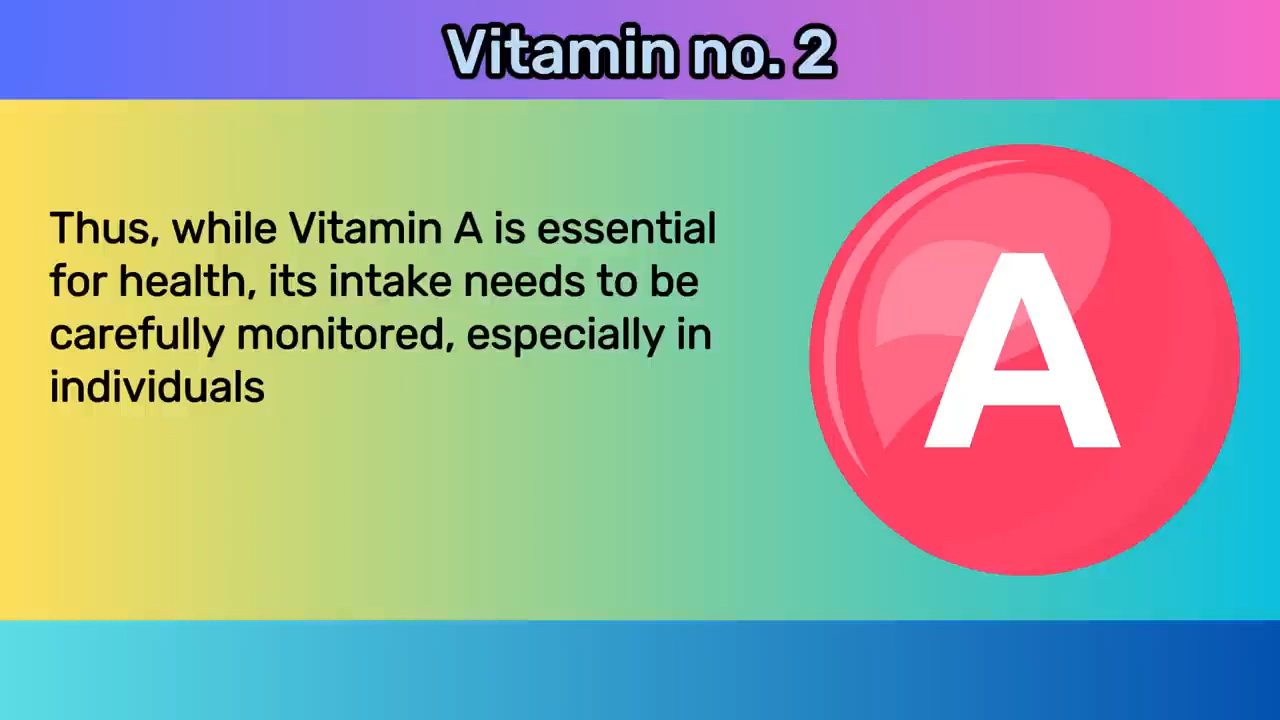 Vitamin no. 2
Thus, while Vitamin A is essential
for health, its intake needs to be
carefully monitored, especially in
individuals
A